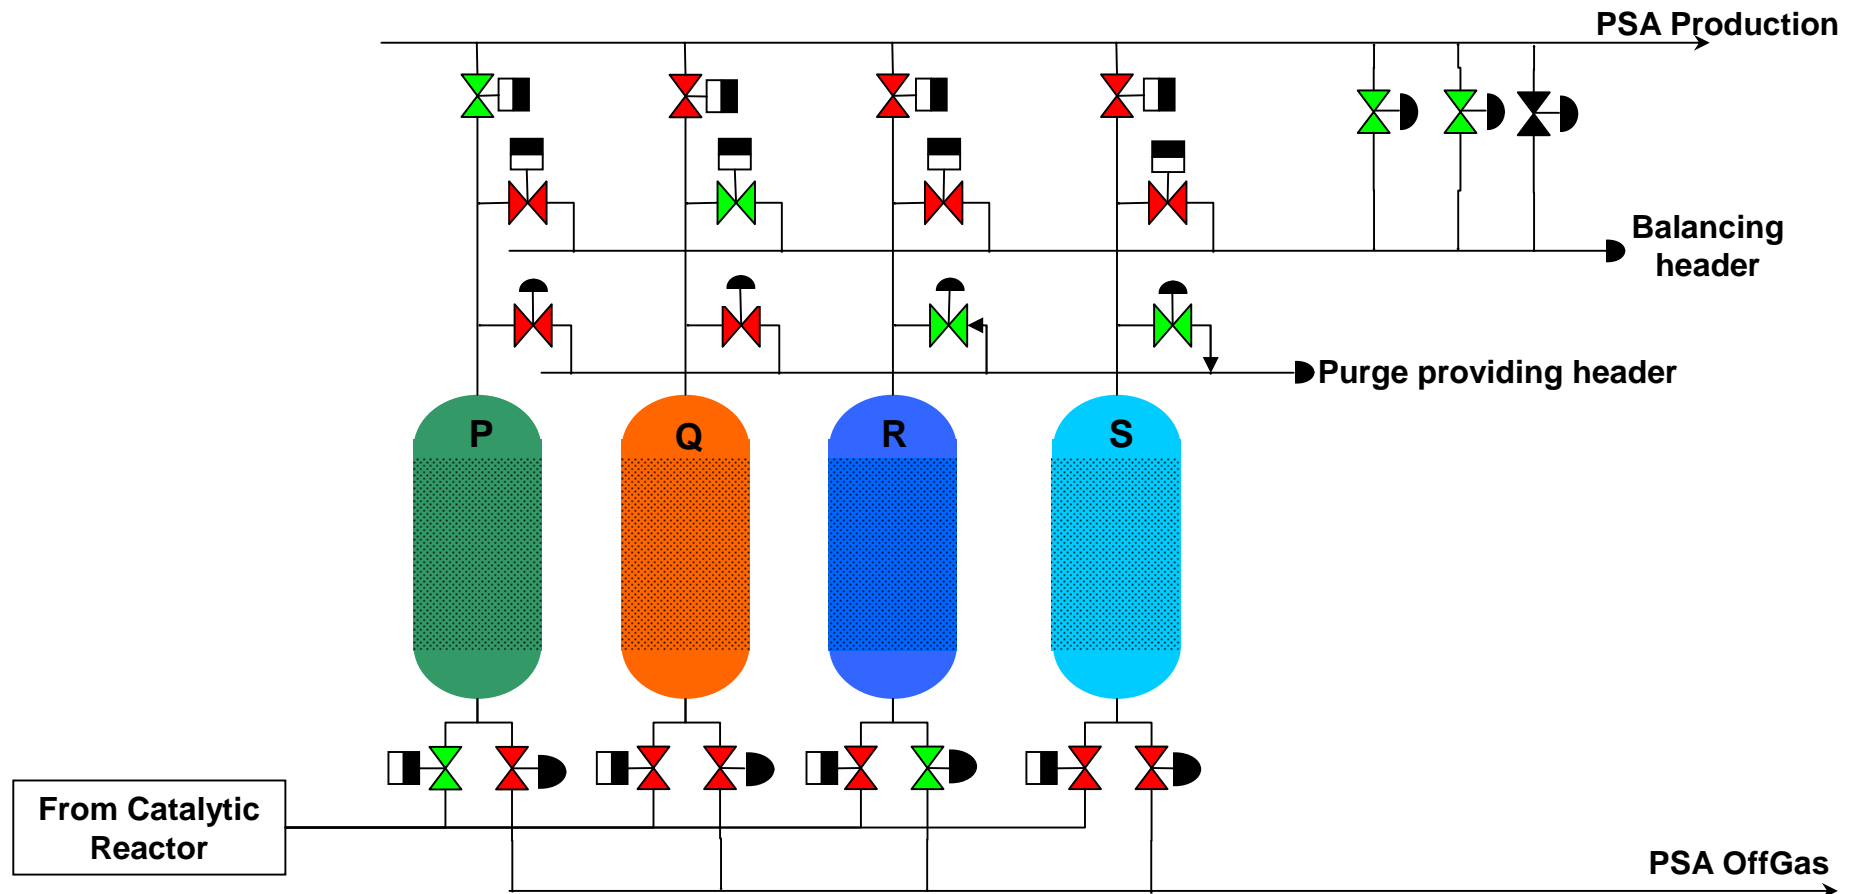 PSA Production
Balancing
header
Purge providing header
P
Q
R
S
From Catalytic
Reactor
PSA OffGas